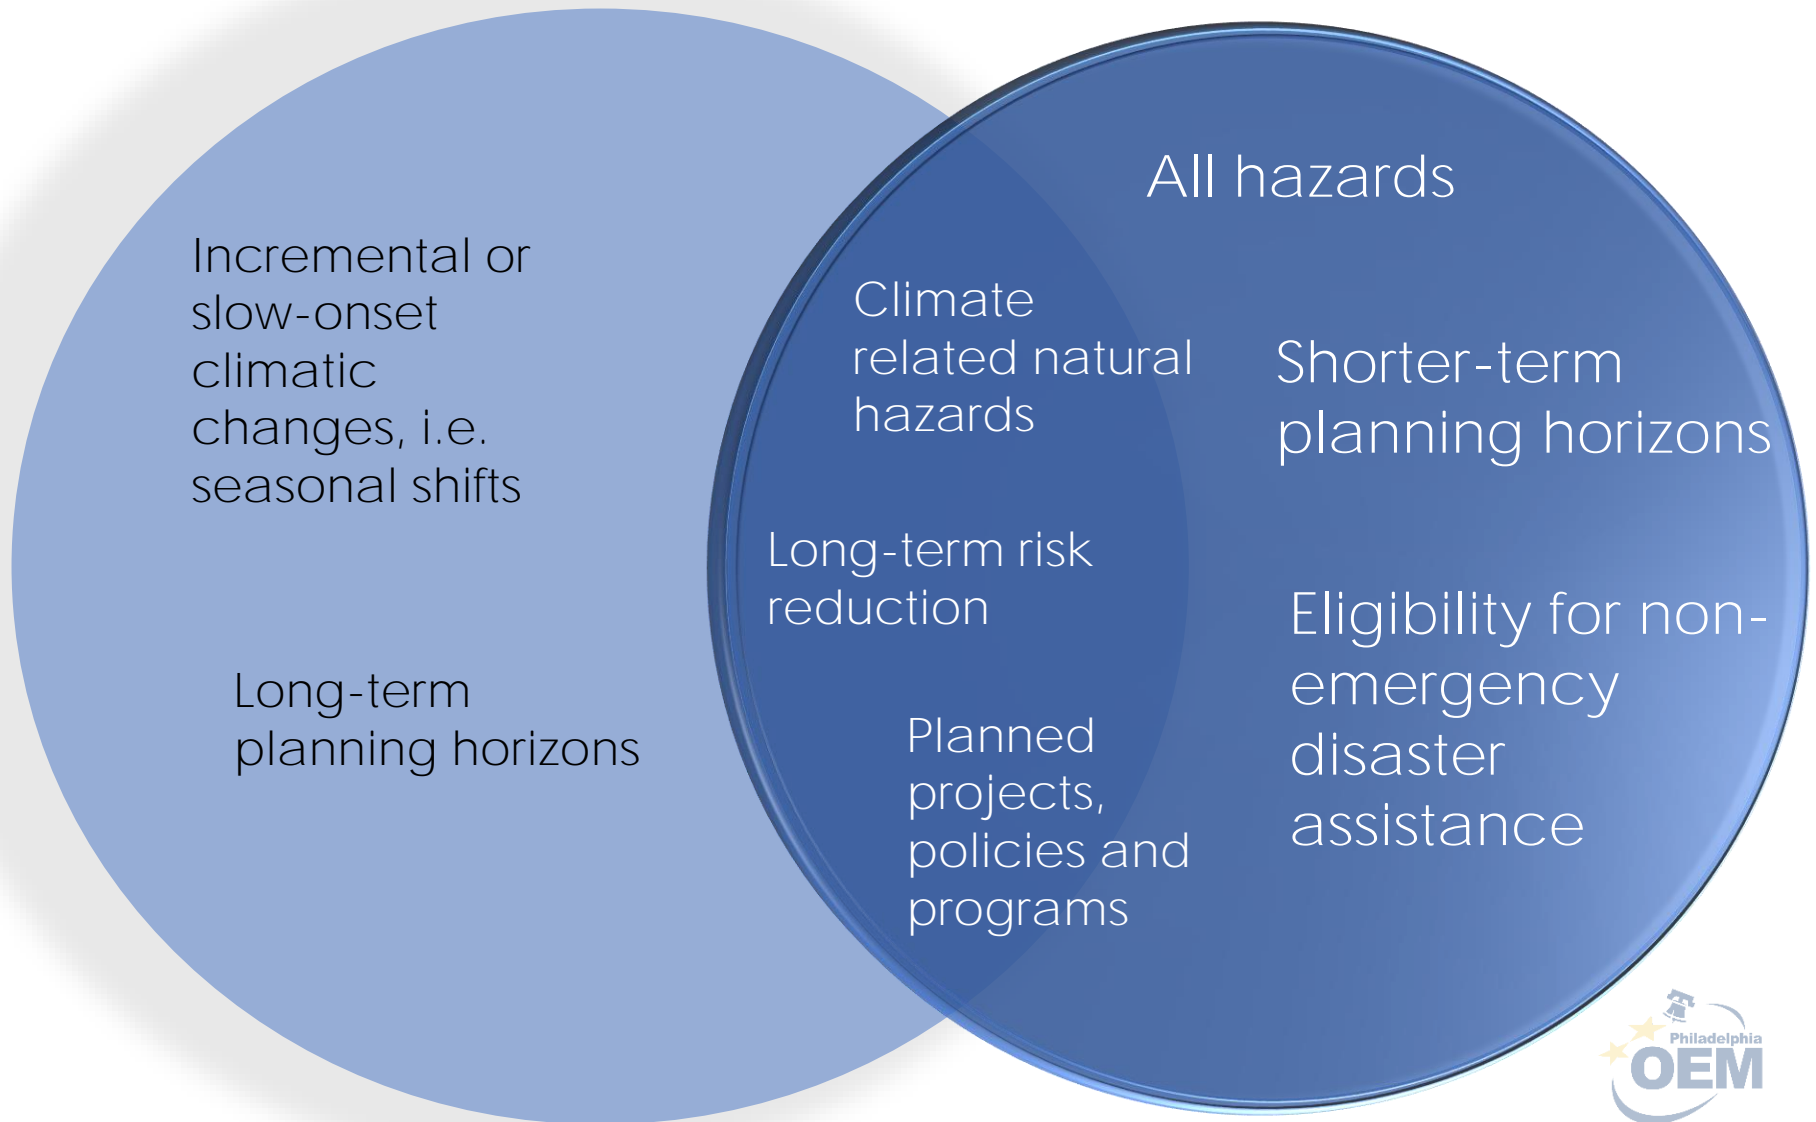 Incremental or
slow-onset
climatic
changes, i.e.
seasonal shifts
Long-term
planning horizons
Climate
related natural
hazards
Long-term risk
reduction
Planned
projects,
policies and
programs
All hazards
Shorter-term
planning horizons
Eligibility for non-
emergency
disaster
assistance
Philadelphia
OEM